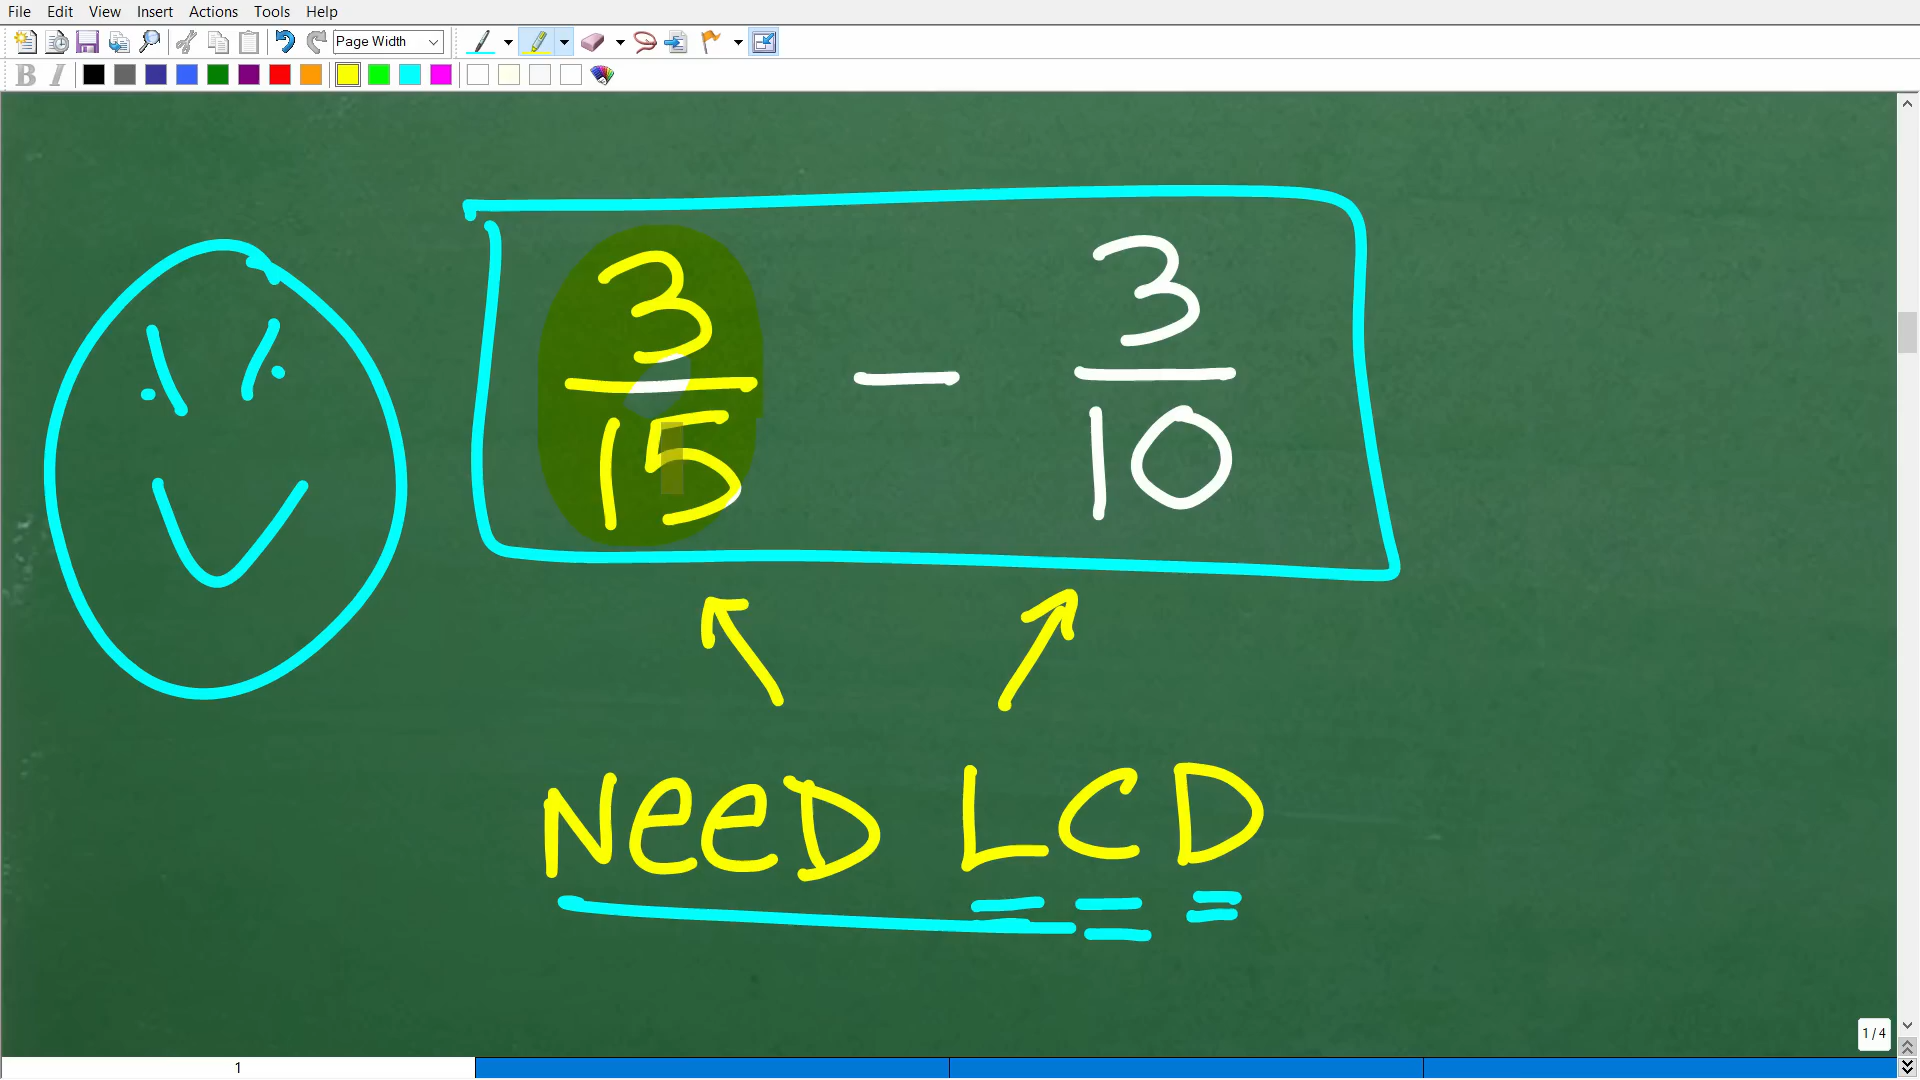 File Edit View Insert Actions Tools Help
Page Width
B I
3/15 — 3/10
NeeD LCD
1 / 4
1